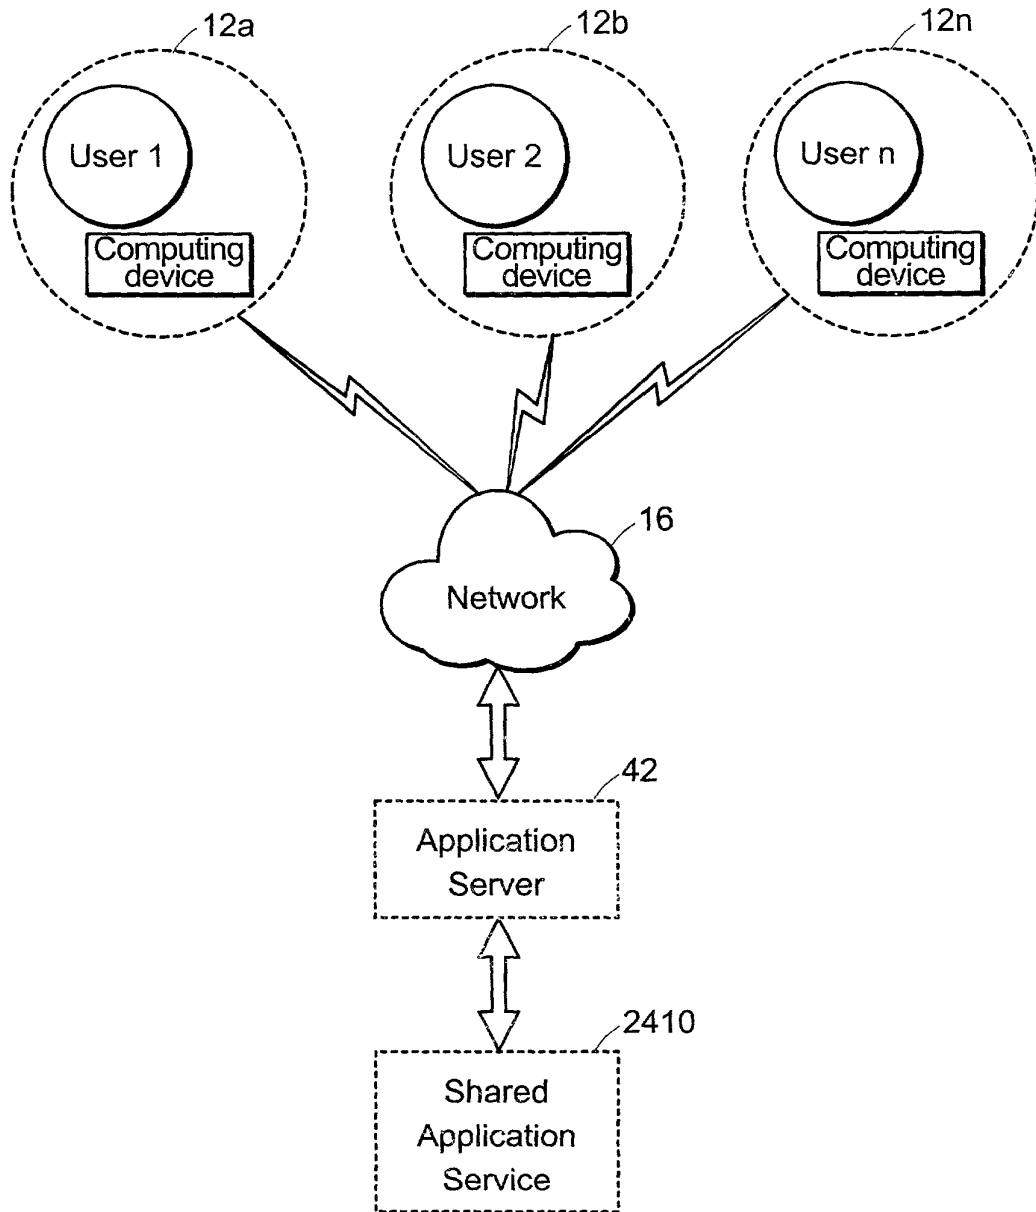 12a
12b
12n
User 1
User 2
User n
Computing
device
Computing
device
Computing
device
16
Network
42
Application
Server
2410
Shared
Application
Service